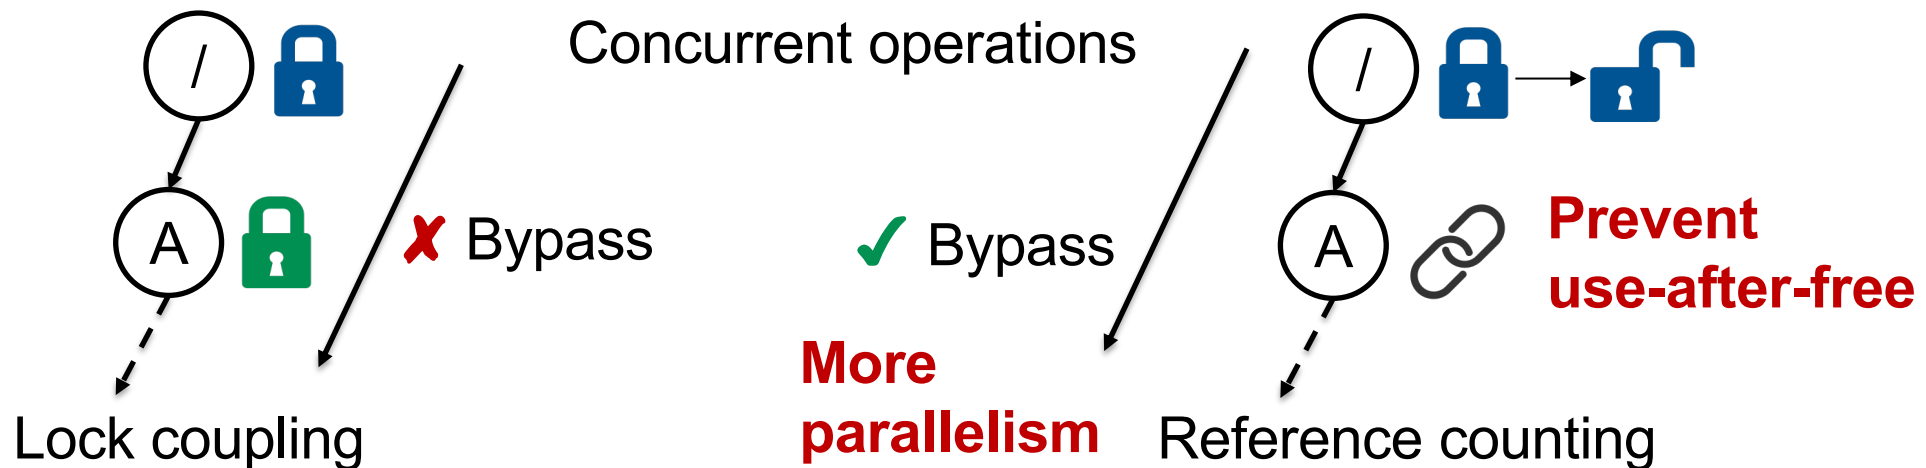 Concurrent operations
/
A
✘ Bypass
Lock coupling
/
A
✓ Bypass
Prevent
use-after-free
More
parallelism
Reference counting